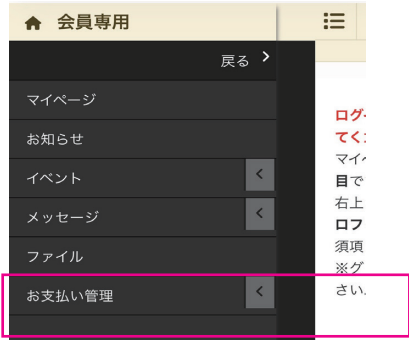 会員専用
戻る
マイページ
お知らせ
イベント
メッセージ
ファイル
お支払い管理
ログ
てく
マイ
目で
右上
ロフ
須項
※グ
さい